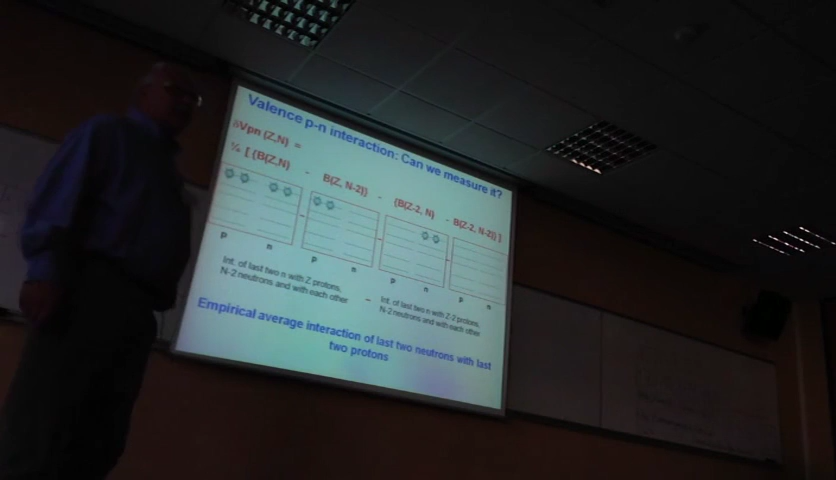 Valence p-n interaction: Can we measure it?
δVpn (Z,N) =
¼ [ {B(Z,N) - B(Z, N-2)} - {B(Z-2, N) - B(Z-2, N-2)} ]
p n p n p n p n
Int. of last two n with Z protons,
N-2 neutrons and with each other
-
Int. of last two n with Z-2 protons,
N-2 neutrons and with each other
Empirical average interaction of last two neutrons with last
two protons